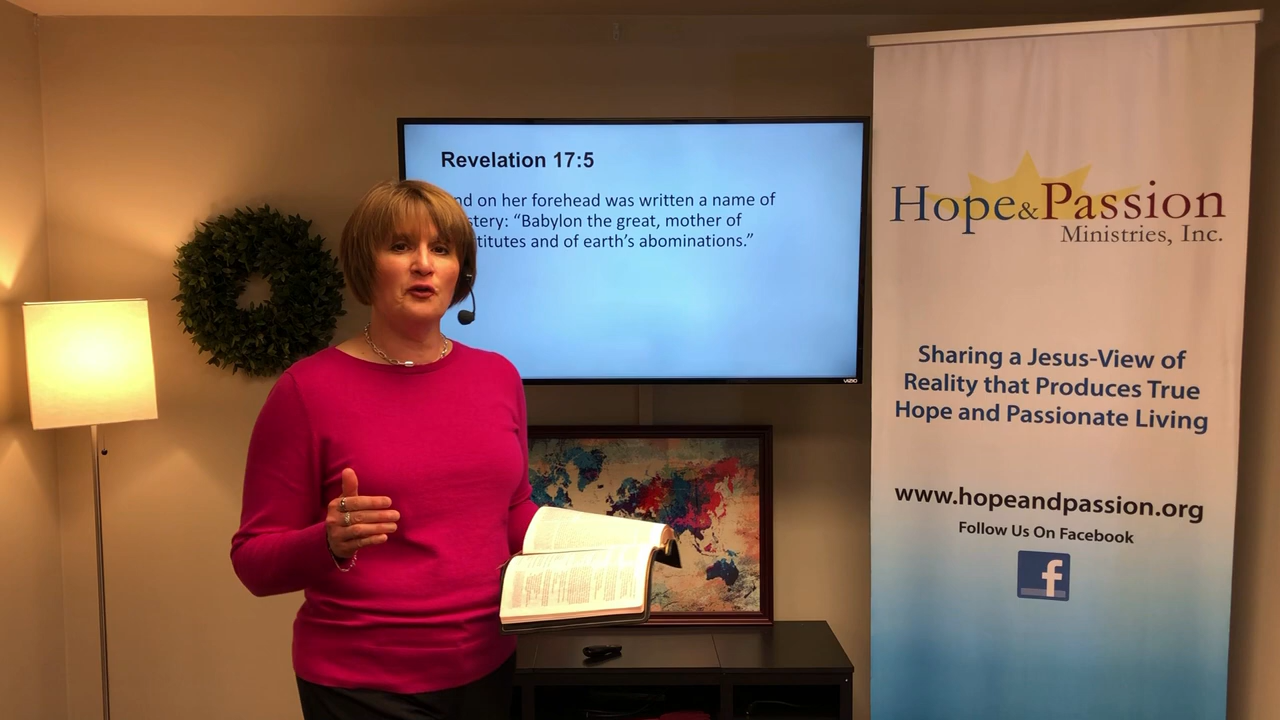 Revelation 17:5
nd on her forehead was written a name of
stery: “Babylon the great, mother of
titutes and of earth’s abominations.”
VIZIO
Hope&Passion
Ministries, Inc.
Sharing a Jesus-View of
Reality that Produces True
Hope and Passionate Living
www.hopeandpassion.org
Follow Us On Facebook
f